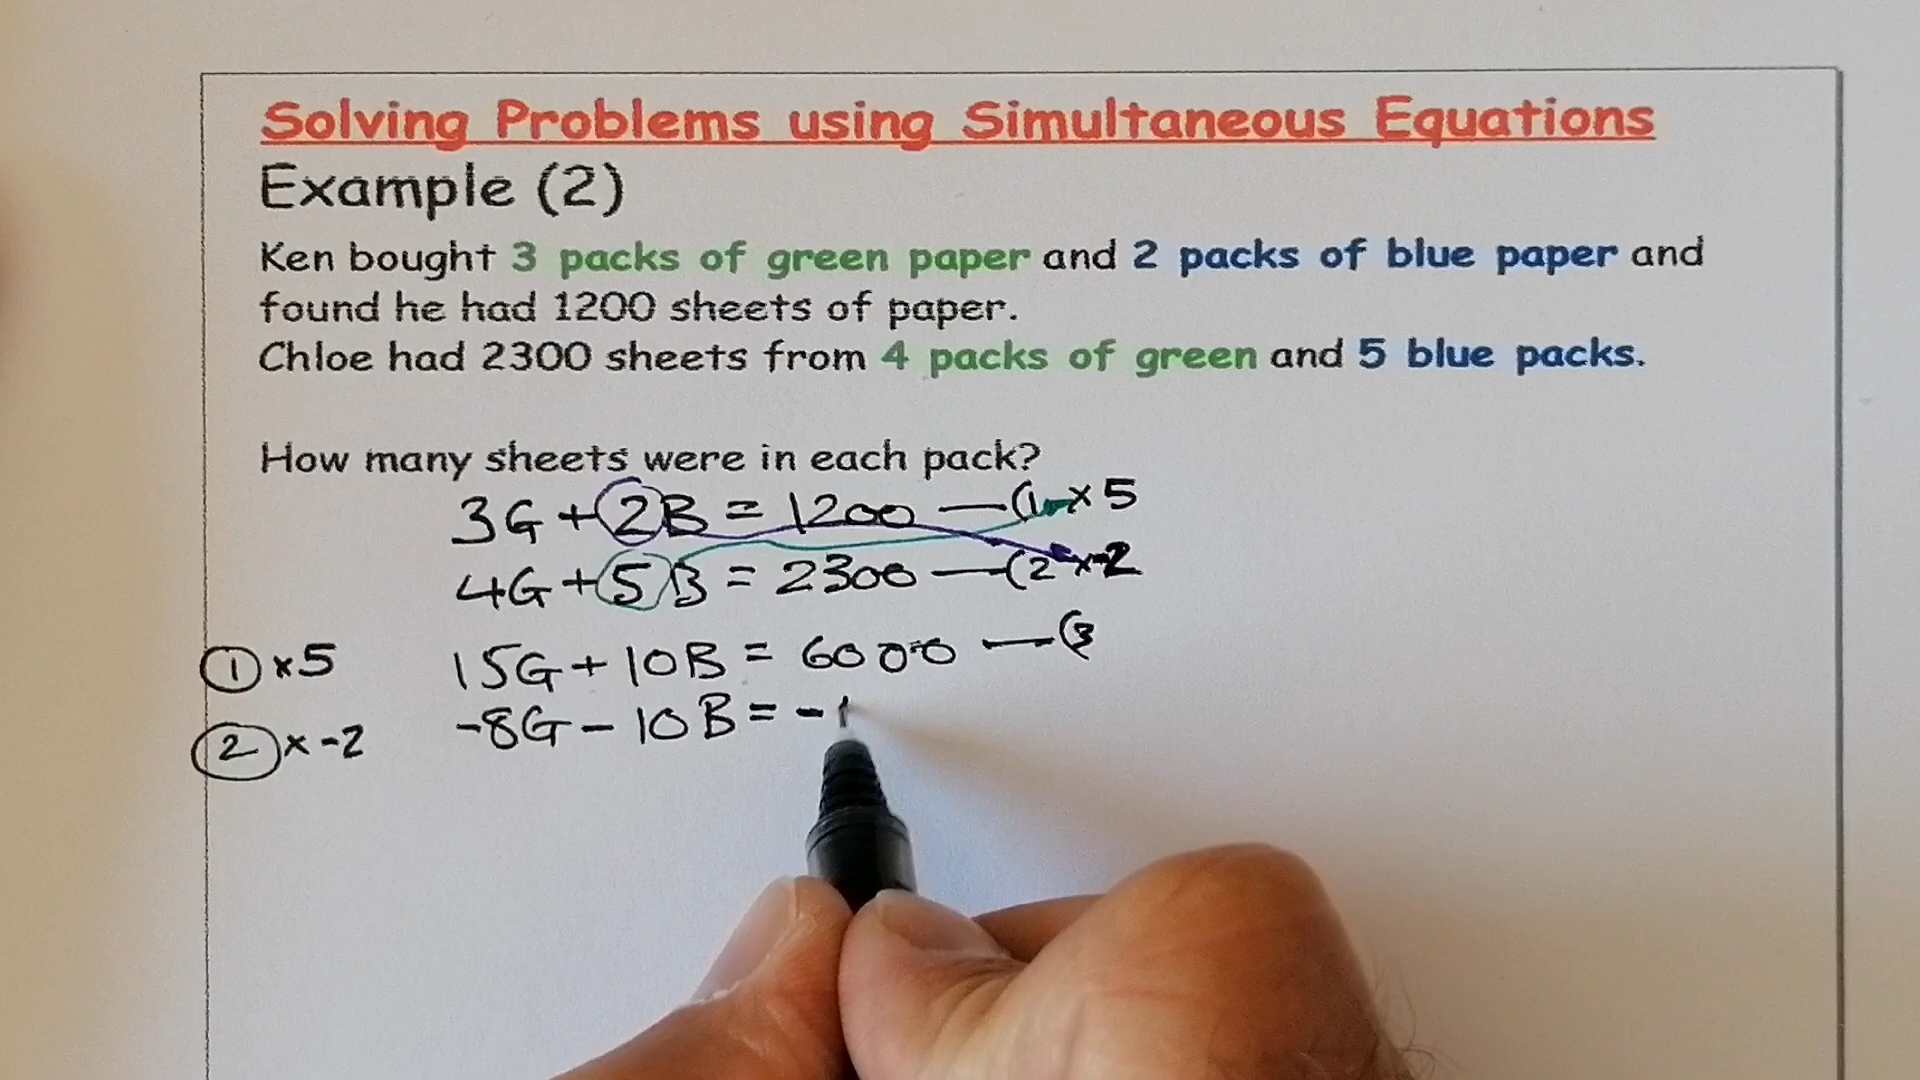 Solving Problems using Simultaneous Equations
Example (2)
Ken bought 3 packs of green paper and 2 packs of blue paper and
found he had 1200 sheets of paper.
Chloe had 2300 sheets from 4 packs of green and 5 blue packs.
How many sheets were in each pack?
3G + 2B = 1200 —(1 x 5
4G + 5B = 2300 —(2 x-2
1 x5 15G + 10B = 6000 —(3
2 x -2 -8G - 10B = -